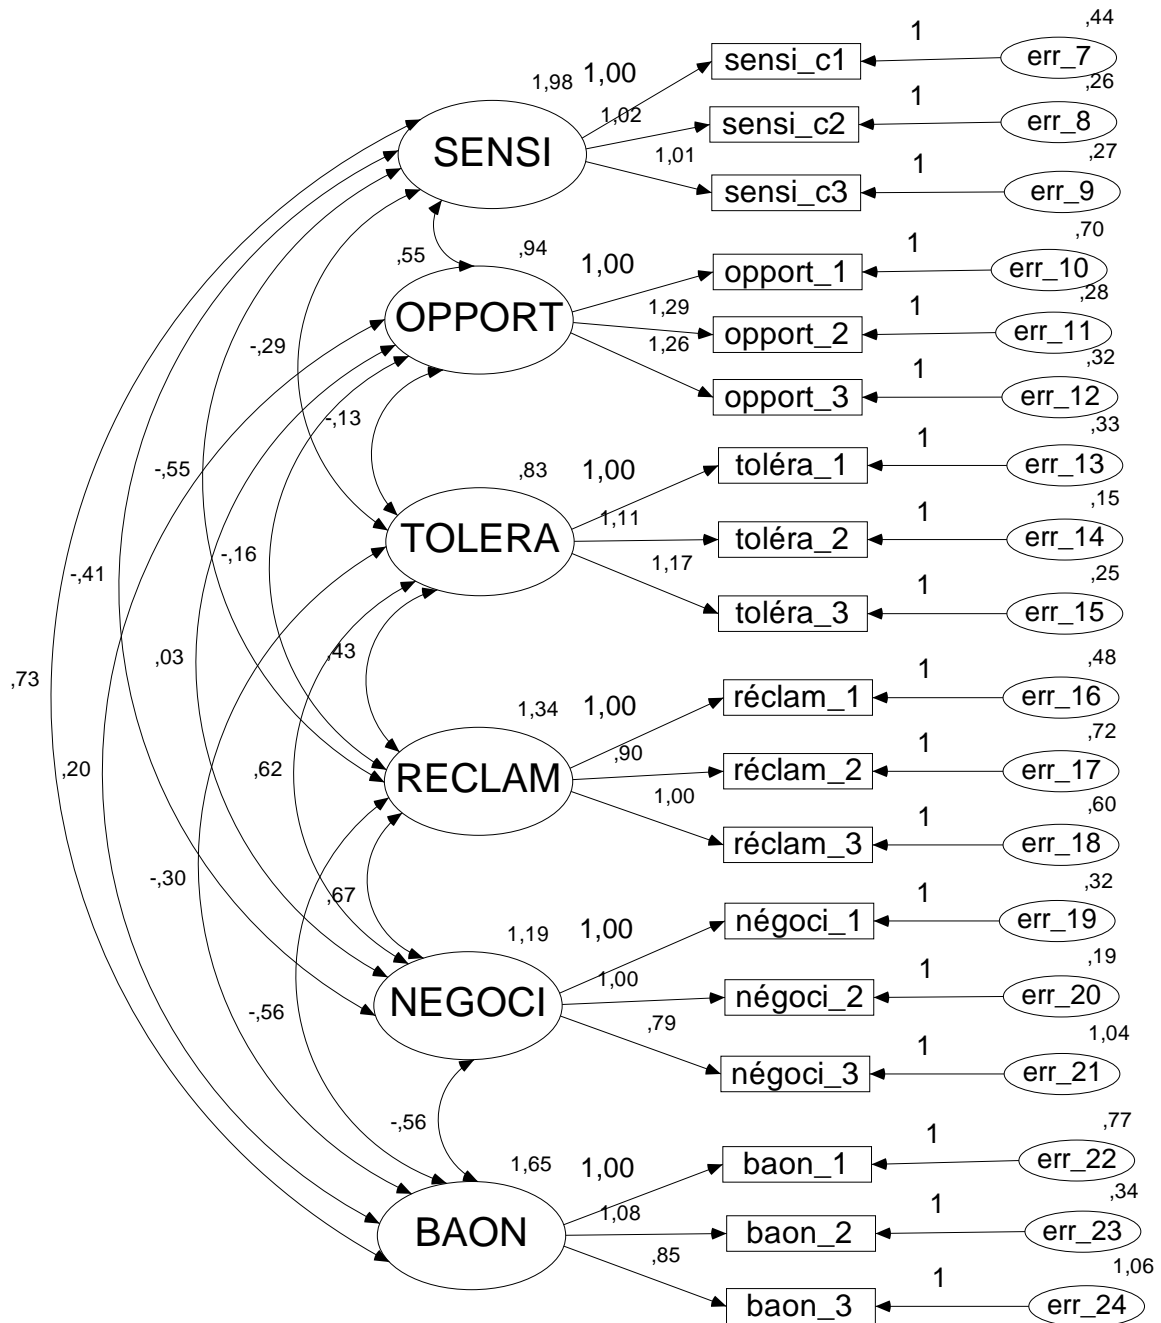 ,44
1
1,98
1,00
sensi_c1
err_7
,26
1
1,02
SENSI
sensi_c2
err_8
,27
1
1,01
sensi_c3
err_9
,70
1
,55
,94
1,00
opport_1
err_10
,28
1
1,29
OPPORT
opport_2
err_11
,32
1
-,29
1,26
opport_3
err_12
,33
1
-,13
,83
1,00
toléra_1
err_13
-,55
,15
1
1,11
TOLERA
toléra_2
err_14
-,16
,25
1
-,41
1,17
toléra_3
err_15
,48
1
,43
,03
,73
1,34
1,00
réclam_1
err_16
,72
1
,90
RECLAM
réclam_2
err_17
,62
,20
,60
1
1,00
réclam_3
err_18
,32
1
-,30
,67
1,19
1,00
négoci_1
err_19
,19
1
1,00
NEGOCI
négoci_2
err_20
-,56
1,04
1
,79
négoci_3
err_21
,77
1
-,56
1,65
1,00
baon_1
err_22
,34
1
1,08
BAON
baon_2
err_23
1,06
1
,85
baon_3
err_24